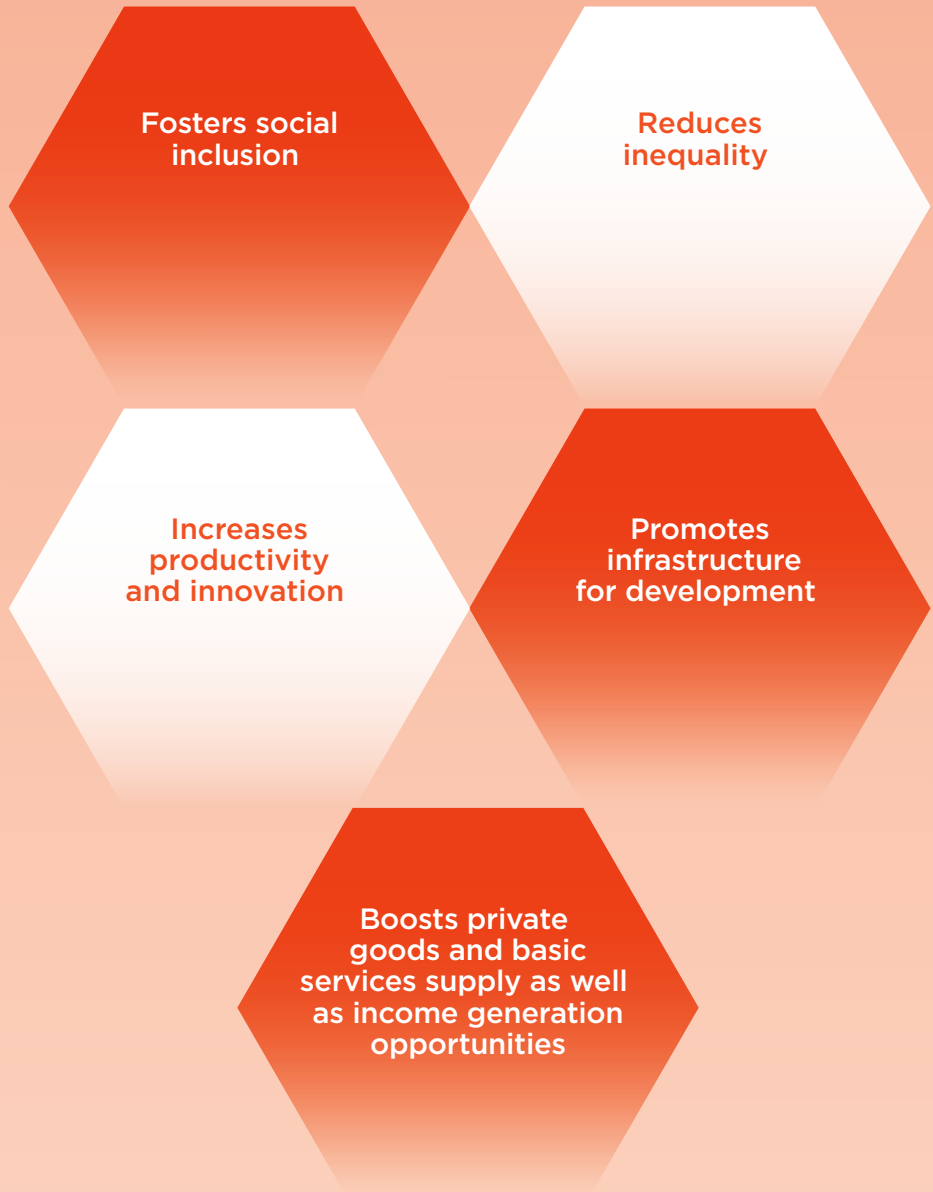 Fosters social
inclusion
Reduces
inequality
Increases
productivity
and innovation
Promotes
infrastructure
for development
Boosts private
goods and basic
services supply as well
as income generation
opportunities